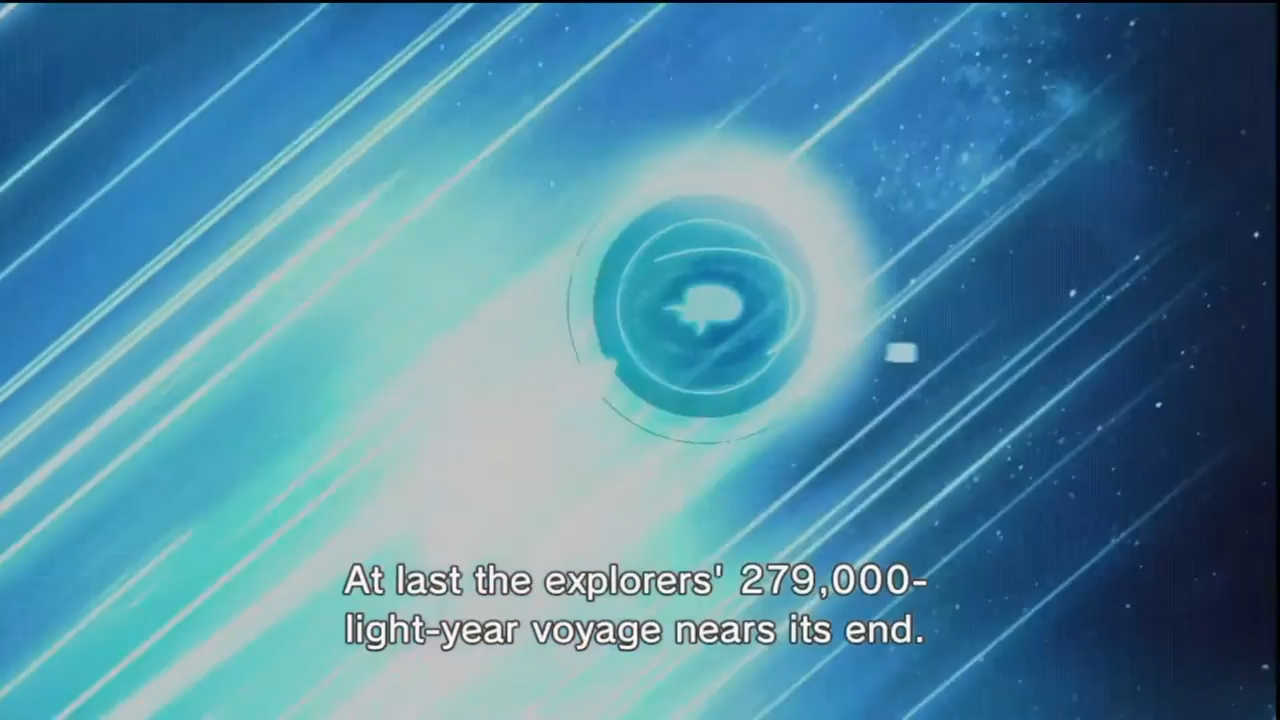 At last the explorers' 279,000-
light-year voyage nears its end.